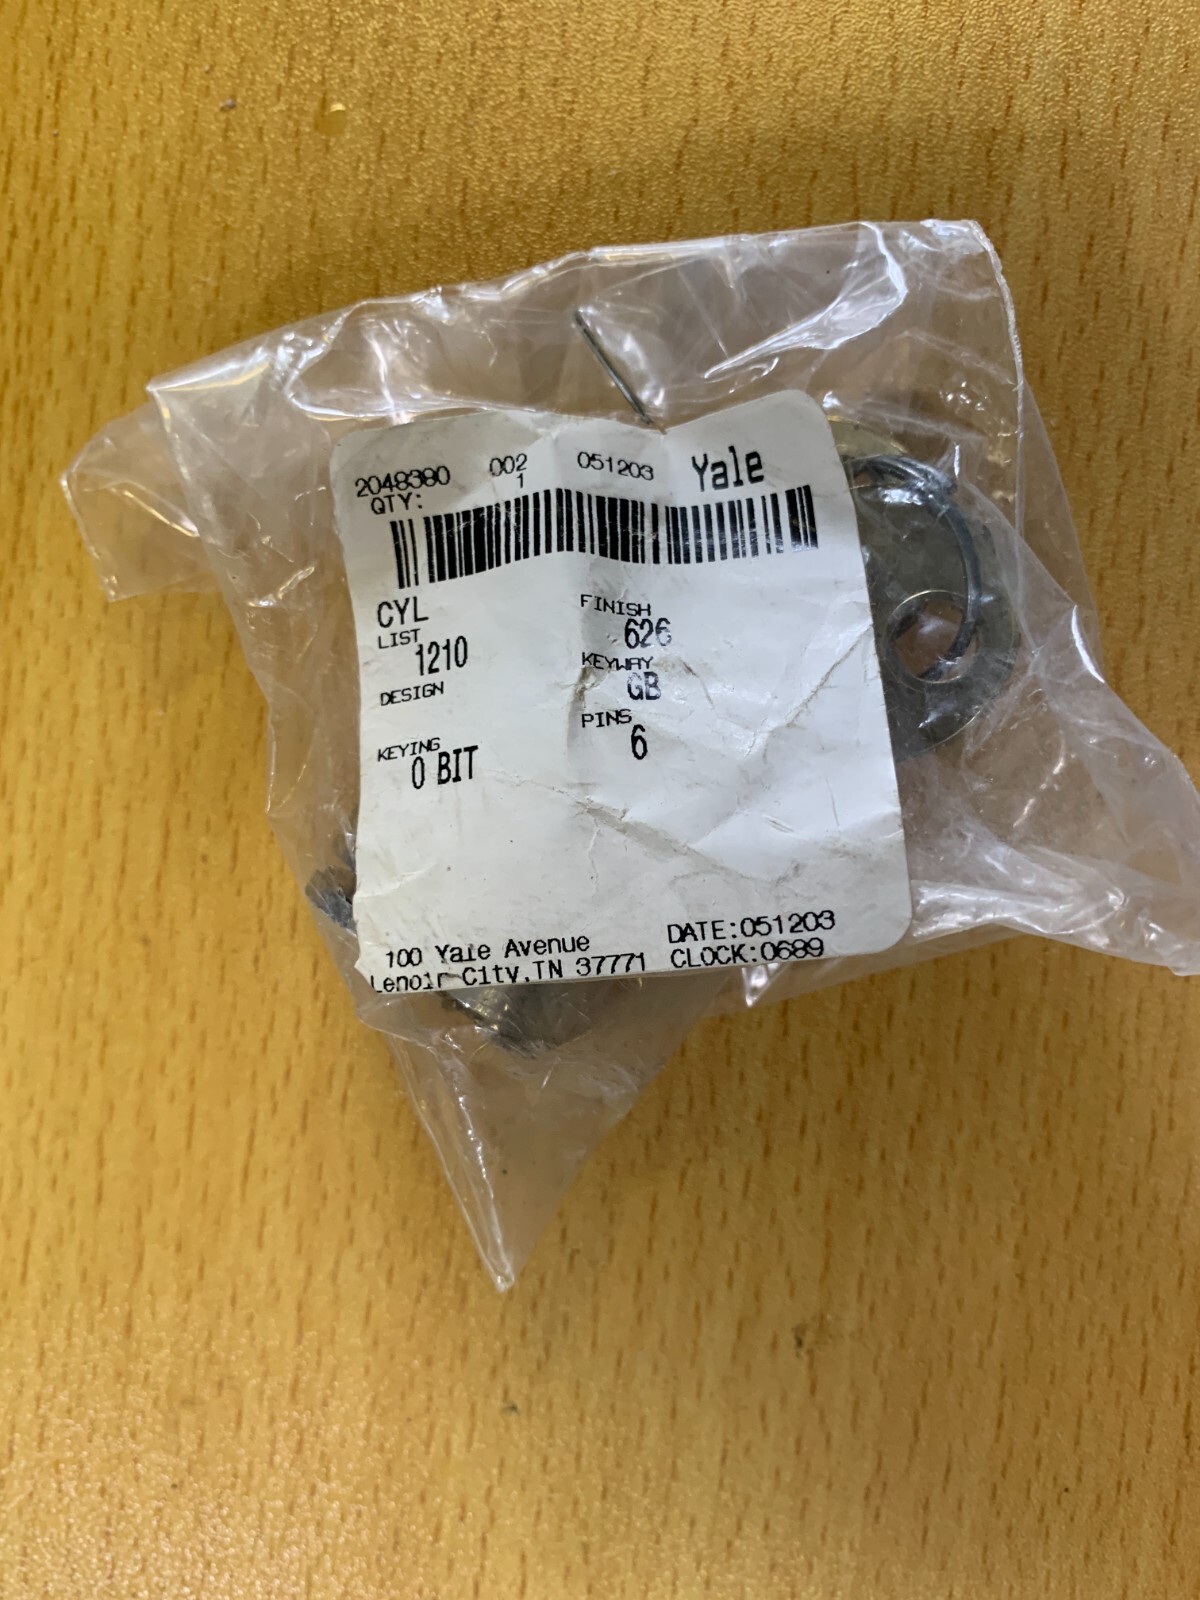 2048380 002 051203 Yale
QTY: 1
CYL
LIST
1210
DESIGN
KEYING
0 BIT
FINISH
626
KEYWAY
GB
PINS
6
100 Yale Avenue
Lenoir City, TN 37771
DATE:051203
CLOCK:0689